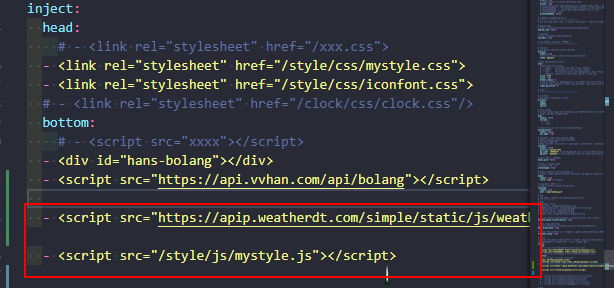 inject:
head:
# - <link rel="stylesheet" href="/xxx.css">
- <link rel="stylesheet" href="/style/css/mystyle.css">
- <link rel="stylesheet" href="/style/css/iconfont.css">
# - <link rel="stylesheet" href="/clock/css/clock.css"/>
bottom:
# - <script src="xxxx"></script>
- <div id="hans-bolang"></div>
- <script src="https://api.vvhan.com/api/bolang"></script>
- <script src="https://apip.weatherdt.com/simple/static/js/weat
- <script src="/style/js/mystyle.js"></script>